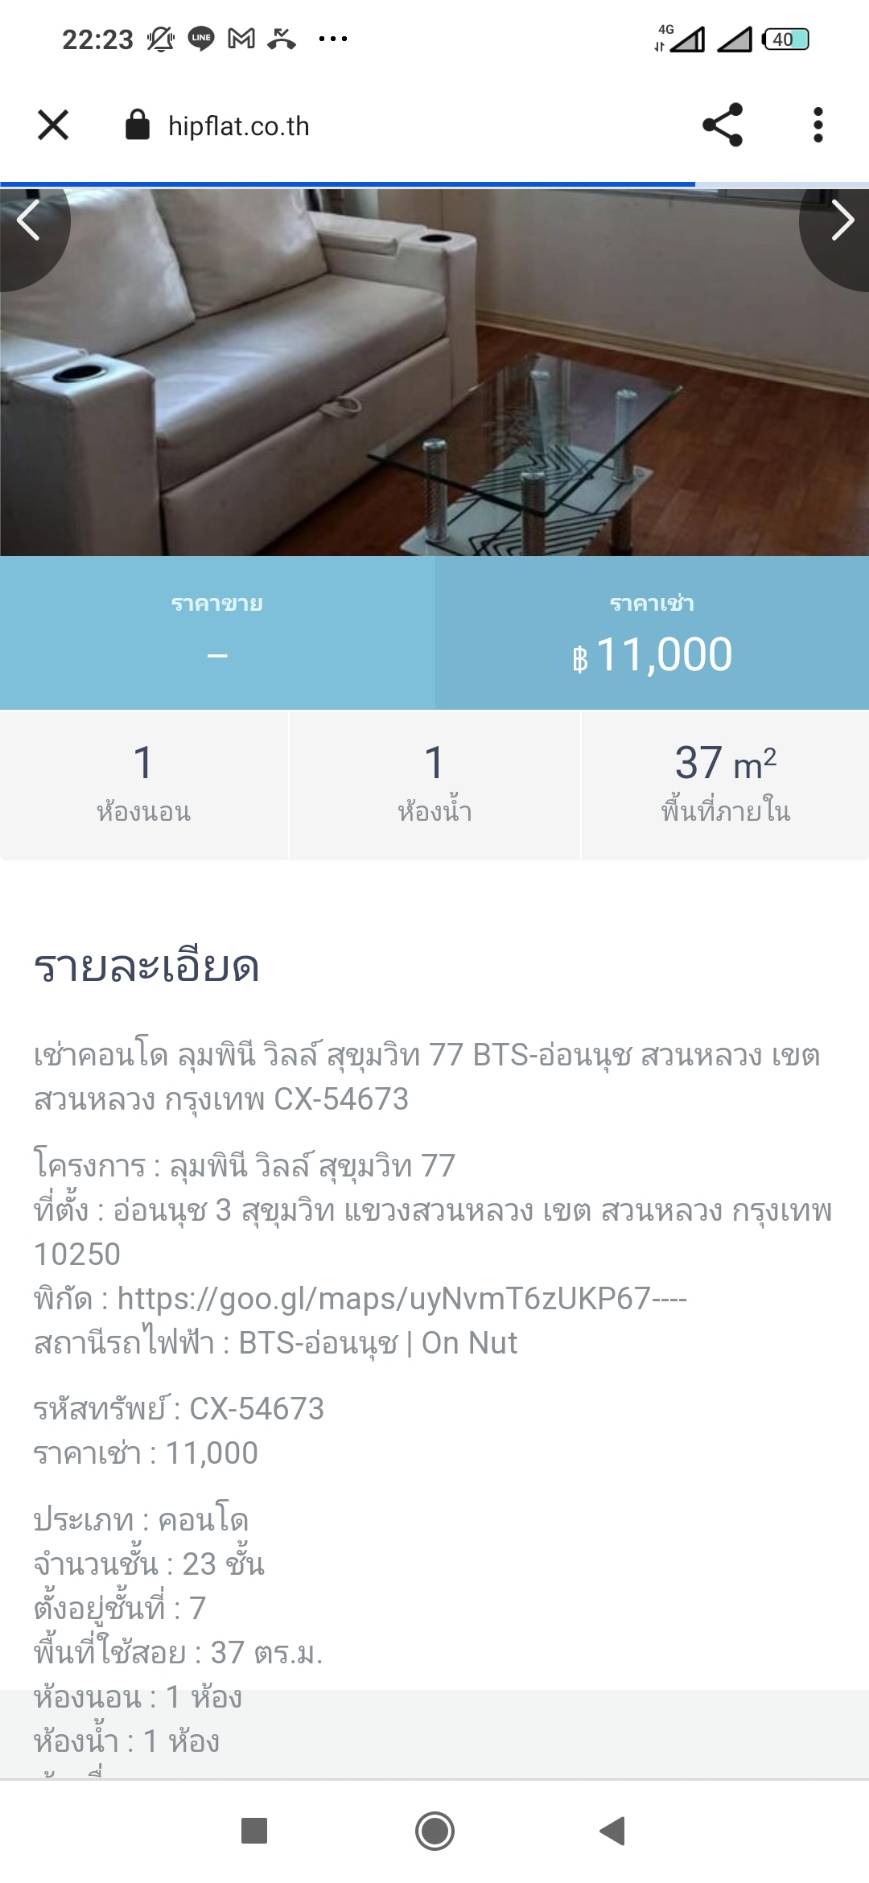 22:23
LINE
4G
40
hipflat.co.th
ราคาขาย
–
ราคาเช่า
฿ 11,000
1
ห้องนอน
1
ห้องน้ำ
37 m²
พื้นที่ภายใน
รายละเอียด
เช่าคอนโด ลุมพินี วิลล์ สุขุมวิท 77 BTS-อ่อนนุช สวนหลวง เขต
สวนหลวง กรุงเทพ CX-54673
โครงการ : ลุมพินี วิลล์ สุขุมวิท 77
ที่ตั้ง : อ่อนนุช 3 สุขุมวิท แขวงสวนหลวง เขต สวนหลวง กรุงเทพ
10250
พิกัด : https://goo.gl/maps/uyNvmT6zUKP67----
สถานีรถไฟฟ้า : BTS-อ่อนนุช | On Nut
รหัสทรัพย์ : CX-54673
ราคาเช่า : 11,000
ประเภท : คอนโด
จำนวนชั้น : 23 ชั้น
ตั้งอยู่ชั้นที่ : 7
พื้นที่ใช้สอย : 37 ตร.ม.
ห้องนอน : 1 ห้อง
ห้องน้ำ : 1 ห้อง